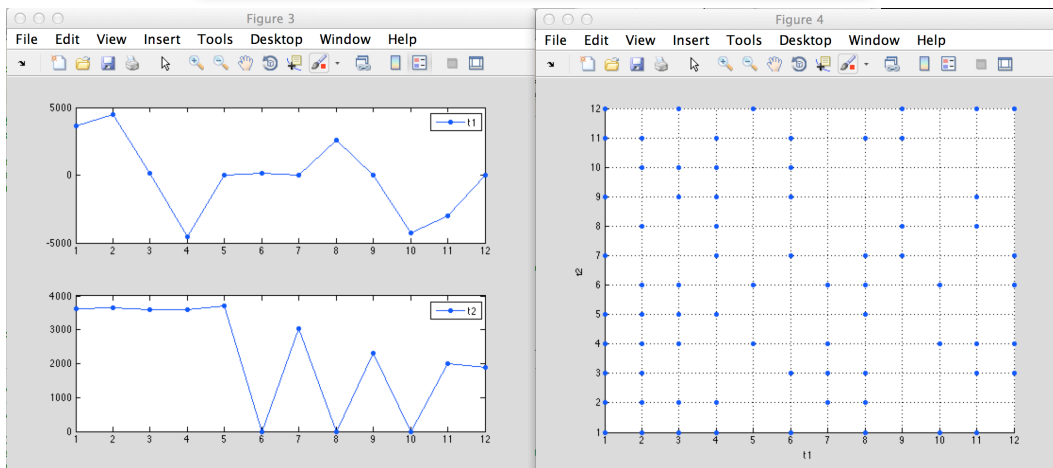 Figure 3
File Edit View Insert Tools Desktop Window Help
5000
0
-5000
1 2 3 4 5 6 7 8 9 10 11 12
t1
4000
3000
2000
1000
0
1 2 3 4 5 6 7 8 9 10 11 12
t2
Figure 4
File Edit View Insert Tools Desktop Window Help
12
11
10
9
8
7
6
5
4
3
2
1
1 2 3 4 5 6 7 8 9 10 11 12
t2
t1